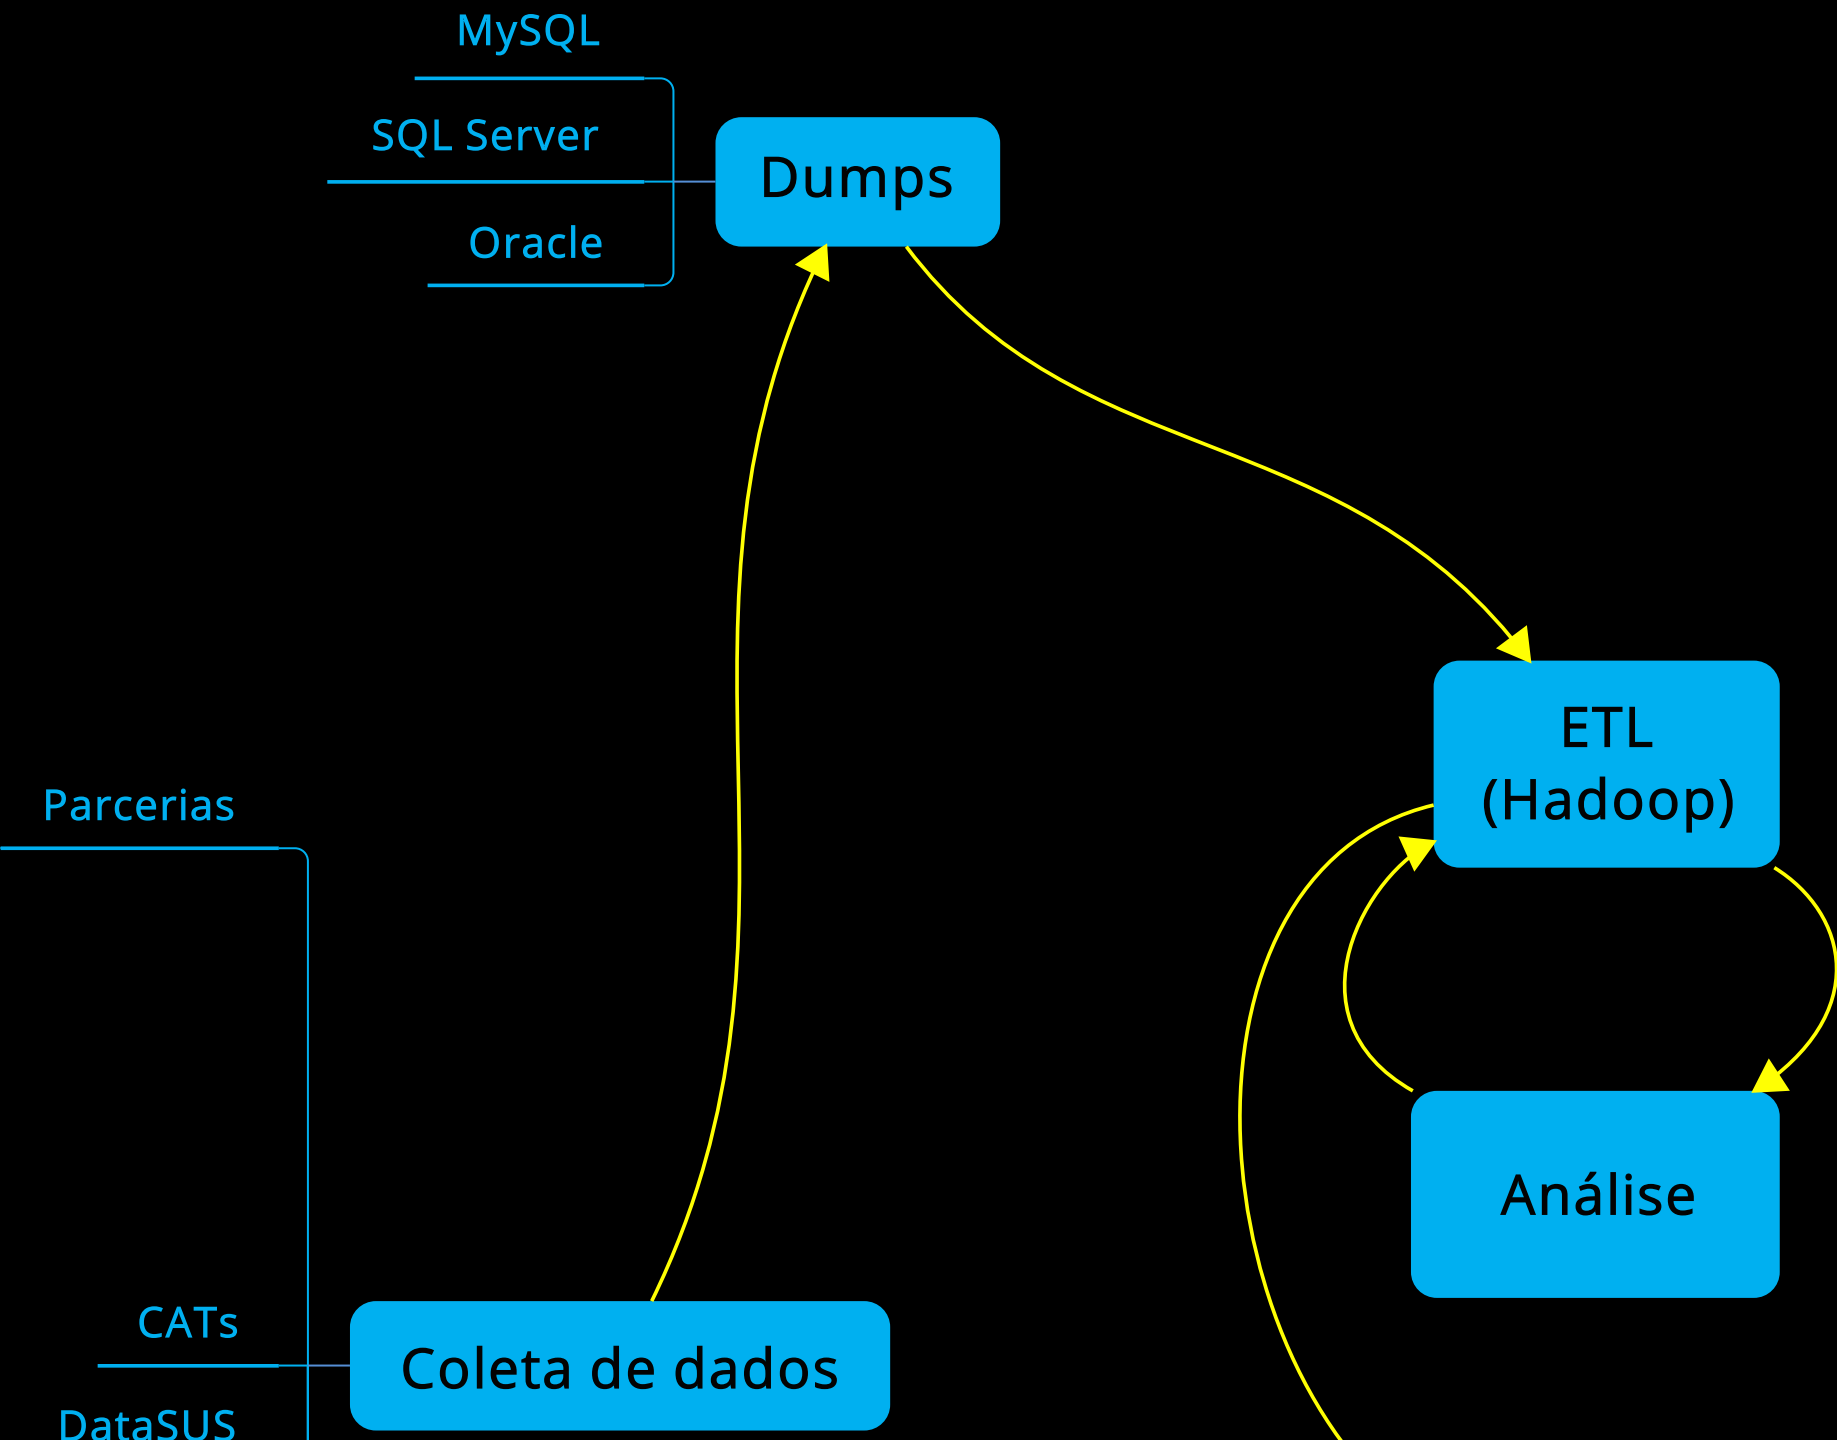 MySQL
SQL Server
Oracle
Dumps
ETL
(Hadoop)
Parcerias
Análise
CATs
Coleta de dados
DataSUS